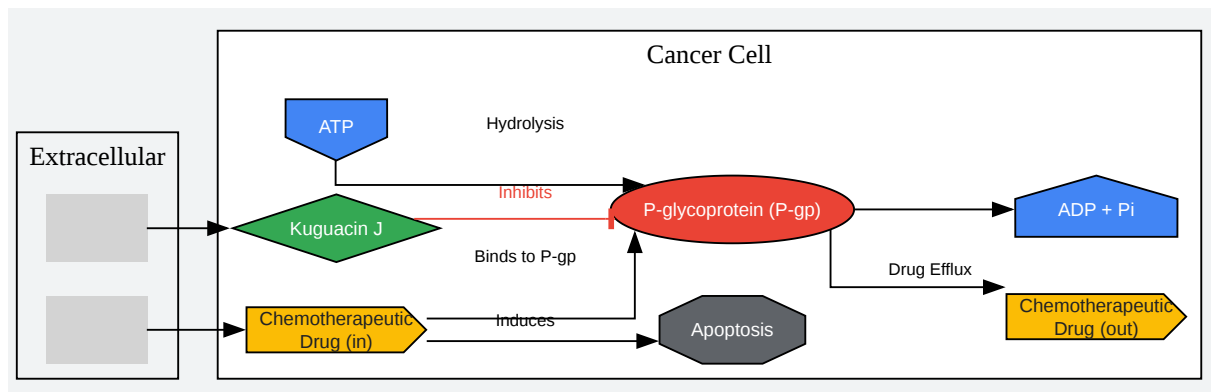 Cancer Cell
ATP
Hydrolysis
Extracellular
Inhibits
P-glycoprotein (P-gp)
ADP + Pi
Kuguacin J
Binds to P-gp
Drug Efflux
Chemotherapeutic
Drug (in)
Induces
Apoptosis
Chemotherapeutic
Drug (out)